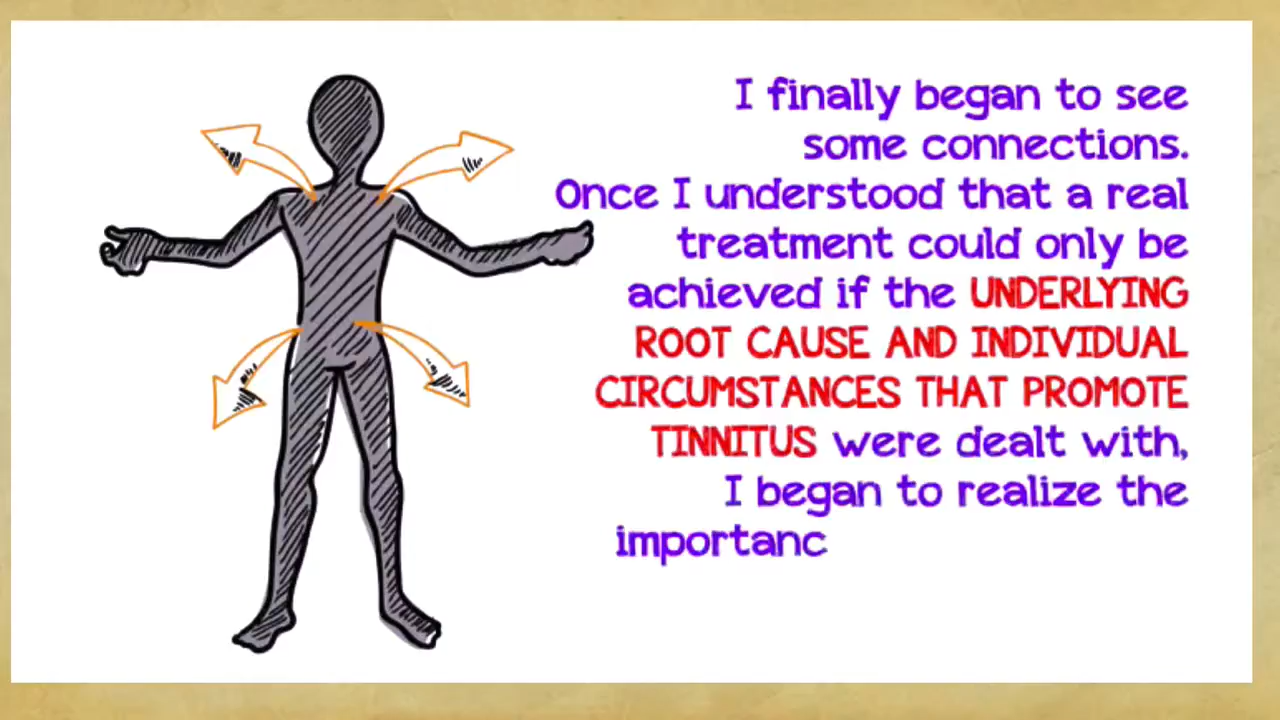 I finally began to see
some connections.
Once I understood that a real
treatment could only be
achieved if the UNDERLYING
ROOT CAUSE AND INDIVIDUAL
CIRCUMSTANCES THAT PROMOTE
TINNITUS were dealt with,
I began to realize the
importanc